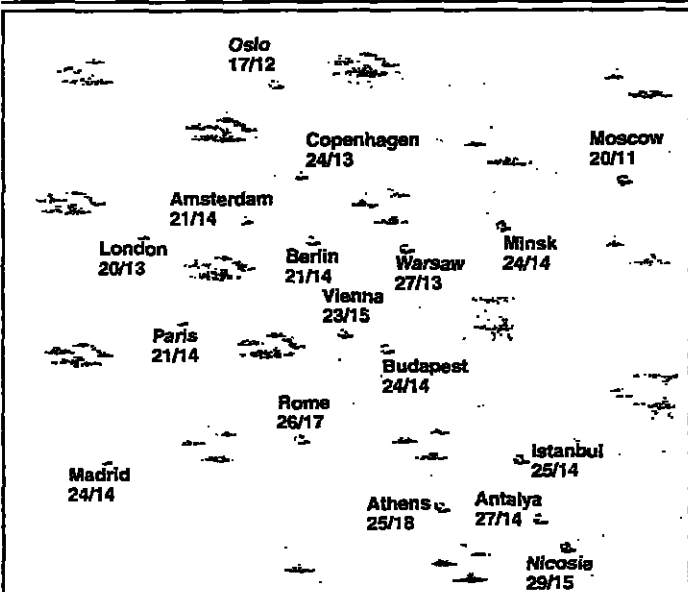 Oslo
17/12
Copenhagen
24/13
Moscow
20/11
Amsterdam
21/14
London
20/13
Berlin
21/14
Warsaw
27/13
Minsk
24/14
Vienna
23/15
Paris
21/14
Budapest
24/14
Rome
26/17
Istanbul
25/14
Madrid
24/14
Athens
25/18
Antalya
27/14
Nicosia
29/15